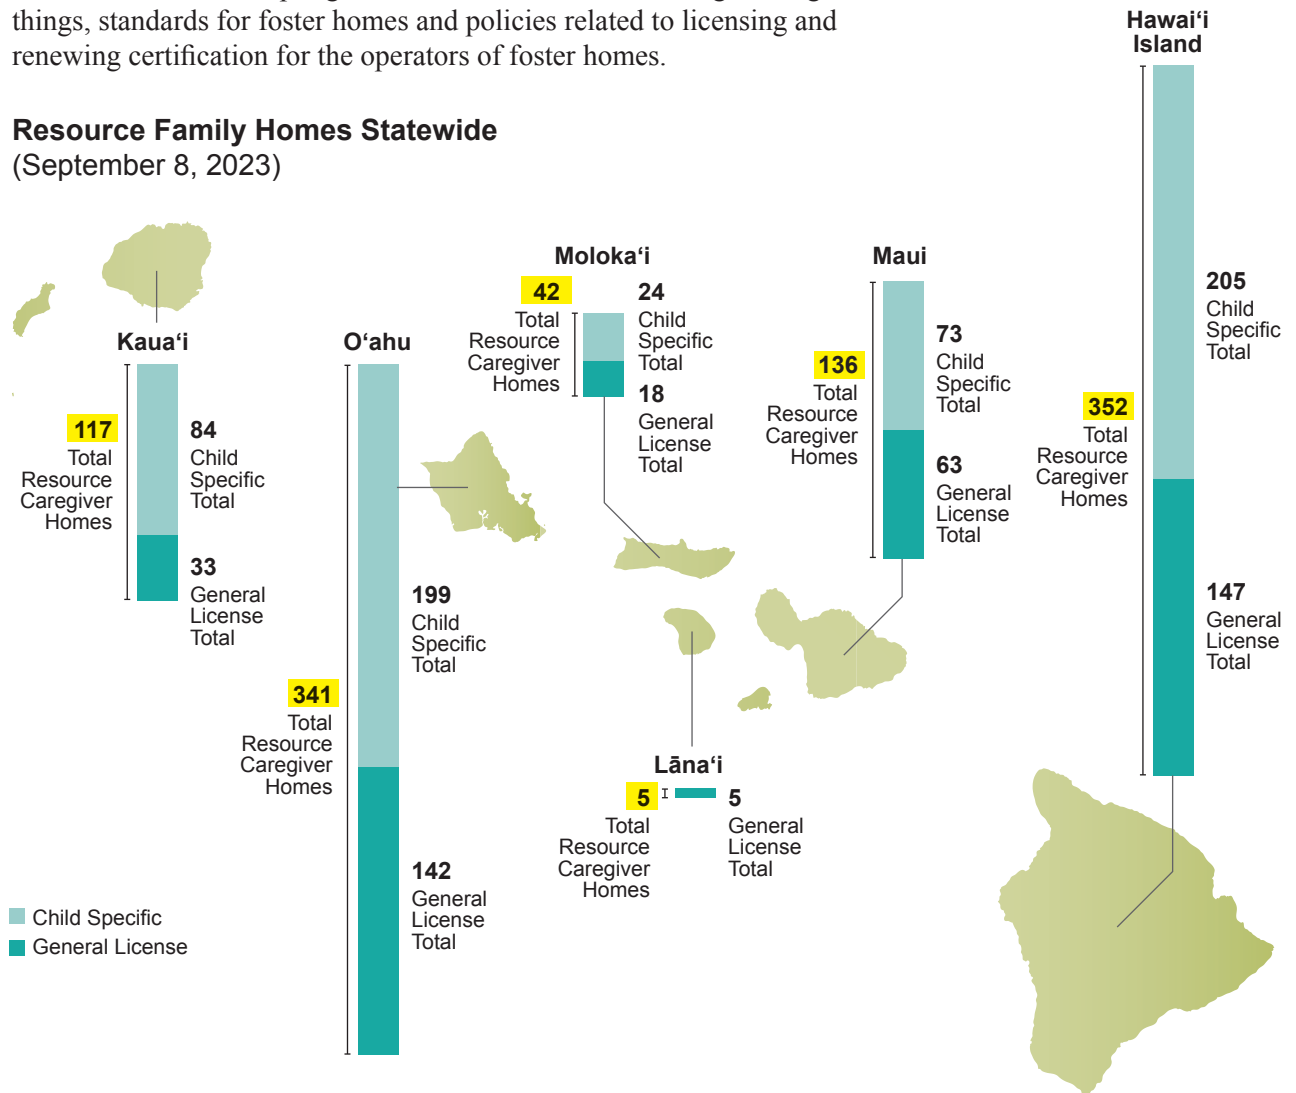 things, standards for foster homes and policies related to licensing and
renewing certification for the operators of foster homes.
Resource Family Homes Statewide
(September 8, 2023)
Kauaʻi
117
Total
Resource
Caregiver
Homes
84
Child
Specific
Total
33
General
License
Total
Oʻahu
341
Total
Resource
Caregiver
Homes
199
Child
Specific
Total
142
General
License
Total
Molokaʻi
42
Total
Resource
Caregiver
Homes
24
Child
Specific
Total
18
General
License
Total
Lānaʻi
5
Total
Resource
Caregiver
Homes
5
General
License
Total
Maui
136
Total
Resource
Caregiver
Homes
73
Child
Specific
Total
63
General
License
Total
Hawaiʻi
Island
352
Total
Resource
Caregiver
Homes
205
Child
Specific
Total
147
General
License
Total
Child Specific
General License